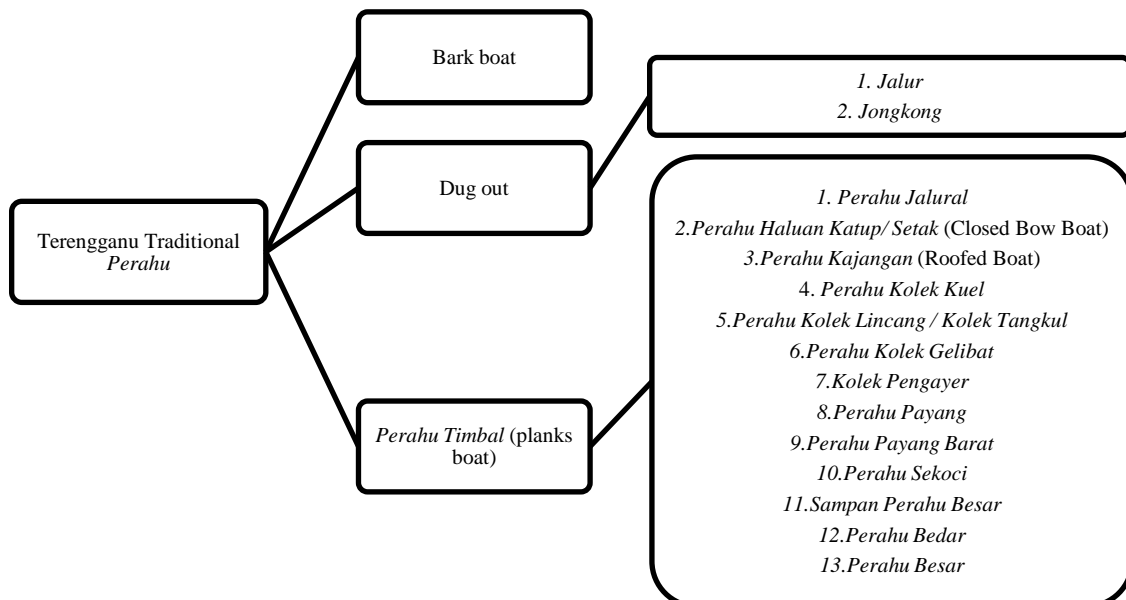 Bark boat
1. Jalur
2. Jongkong
Dug out
Terengganu Traditional
Perahu
1. Perahu Jalural
2.Perahu Haluan Katup/ Setak (Closed Bow Boat)
3.Perahu Kajangan (Roofed Boat)
4. Perahu Kolek Kuel
5.Perahu Kolek Lincang / Kolek Tangkul
6.Perahu Kolek Gelibat
7.Kolek Pengayer
8.Perahu Payang
9.Perahu Payang Barat
10.Perahu Sekoci
11.Sampan Perahu Besar
12.Perahu Bedar
13.Perahu Besar
Perahu Timbal (planks
boat)